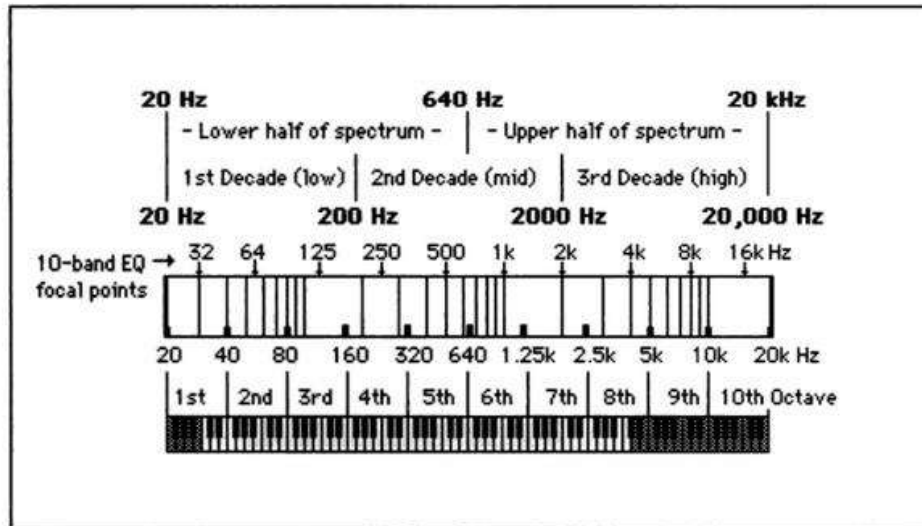 20 Hz 640 Hz 20 kHz
- Lower half of spectrum - - Upper half of spectrum -
1st Decade (low) 2nd Decade (mid) 3rd Decade (high)
20 Hz 200 Hz 2000 Hz 20,000 Hz
10-band EQ → 32 64 125 250 500 1k 2k 4k 8k 16k Hz
focal points
20 40 80 160 320 640 1.25k 2.5k 5k 10k 20k Hz
1st 2nd 3rd 4th 5th 6th 7th 8th 9th 10th Octave